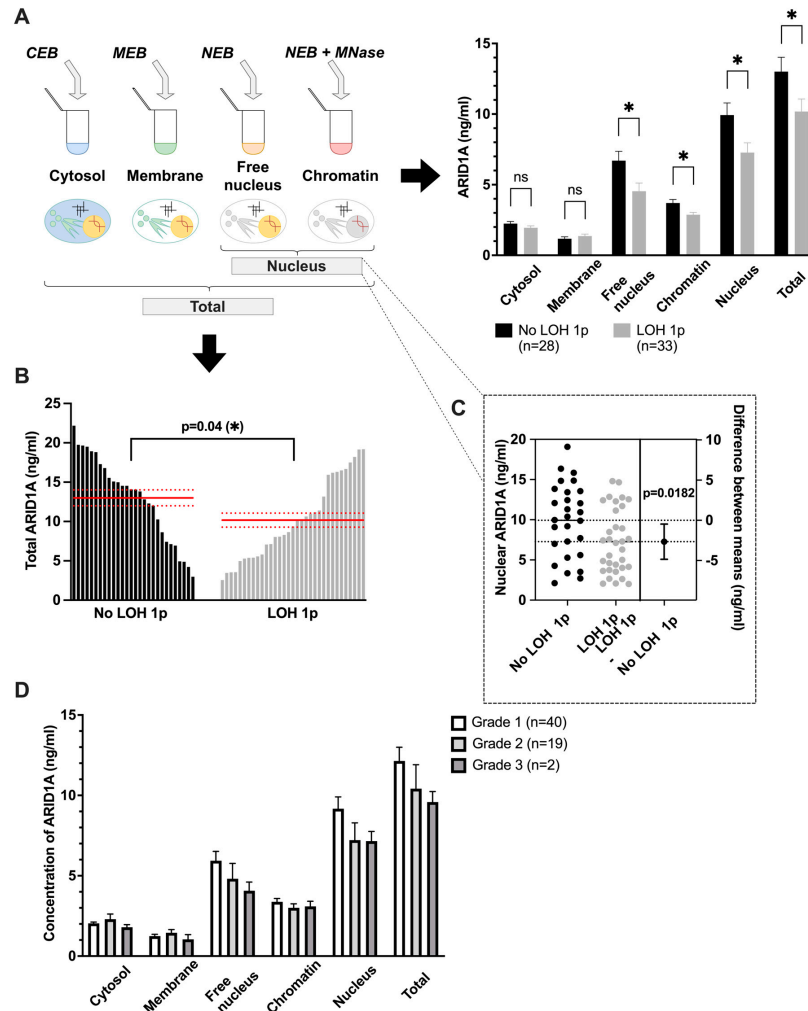 A
CEB MEB NEB NEB + MNase
Cytosol Membrane Free nucleus Chromatin
Nucleus
Total
ARID1A (ng/ml)
15
10
5
0
ns
ns
*
*
*
*
Cytosol
Membrane
Free nucleus
Chromatin
Nucleus
Total
No LOH 1p
(n=28)
LOH 1p
(n=33)
B
Total ARID1A (ng/ml)
25
20
15
10
5
0
p=0.04 (*)
No LOH 1p
LOH 1p
C
Nuclear ARID1A (ng/ml)
20
15
10
5
0
p=0.0182
10
5
0
-5
Difference between means (ng/ml)
No LOH 1p
LOH 1p
LOH 1p
-
No LOH 1p
D
Concentration of ARID1A (ng/ml)
15
10
5
0
Cytosol
Membrane
Free nucleus
Chromatin
Nucleus
Total
Grade 1 (n=40)
Grade 2 (n=19)
Grade 3 (n=2)